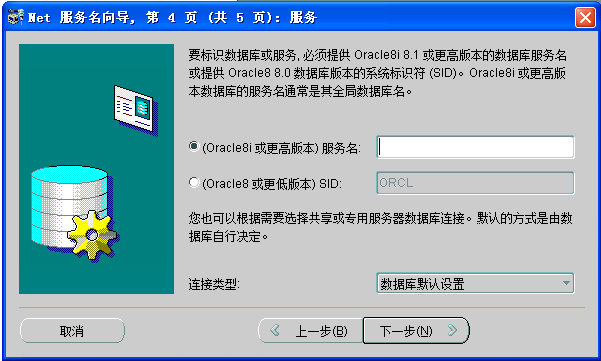 Net 服务名向导, 第 4 页 (共 5 页): 服务
要标识数据库或服务, 必须提供 Oracle8i 8.1 或更高版本的数据库服务名
或提供 Oracle8 8.0 数据库版本的系统标识符 (SID)。Oracle8i 或更高版
本数据库的服务名通常是其全局数据库名。
(Oracle8i 或更高版本) 服务名:
(Oracle8 或更低版本) SID: ORCL
您也可以根据需要选择共享或专用服务器数据库连接。默认的方式是由数
据库自行决定。
连接类型: 数据库默认设置
取消 上一步(B) 下一步(N)